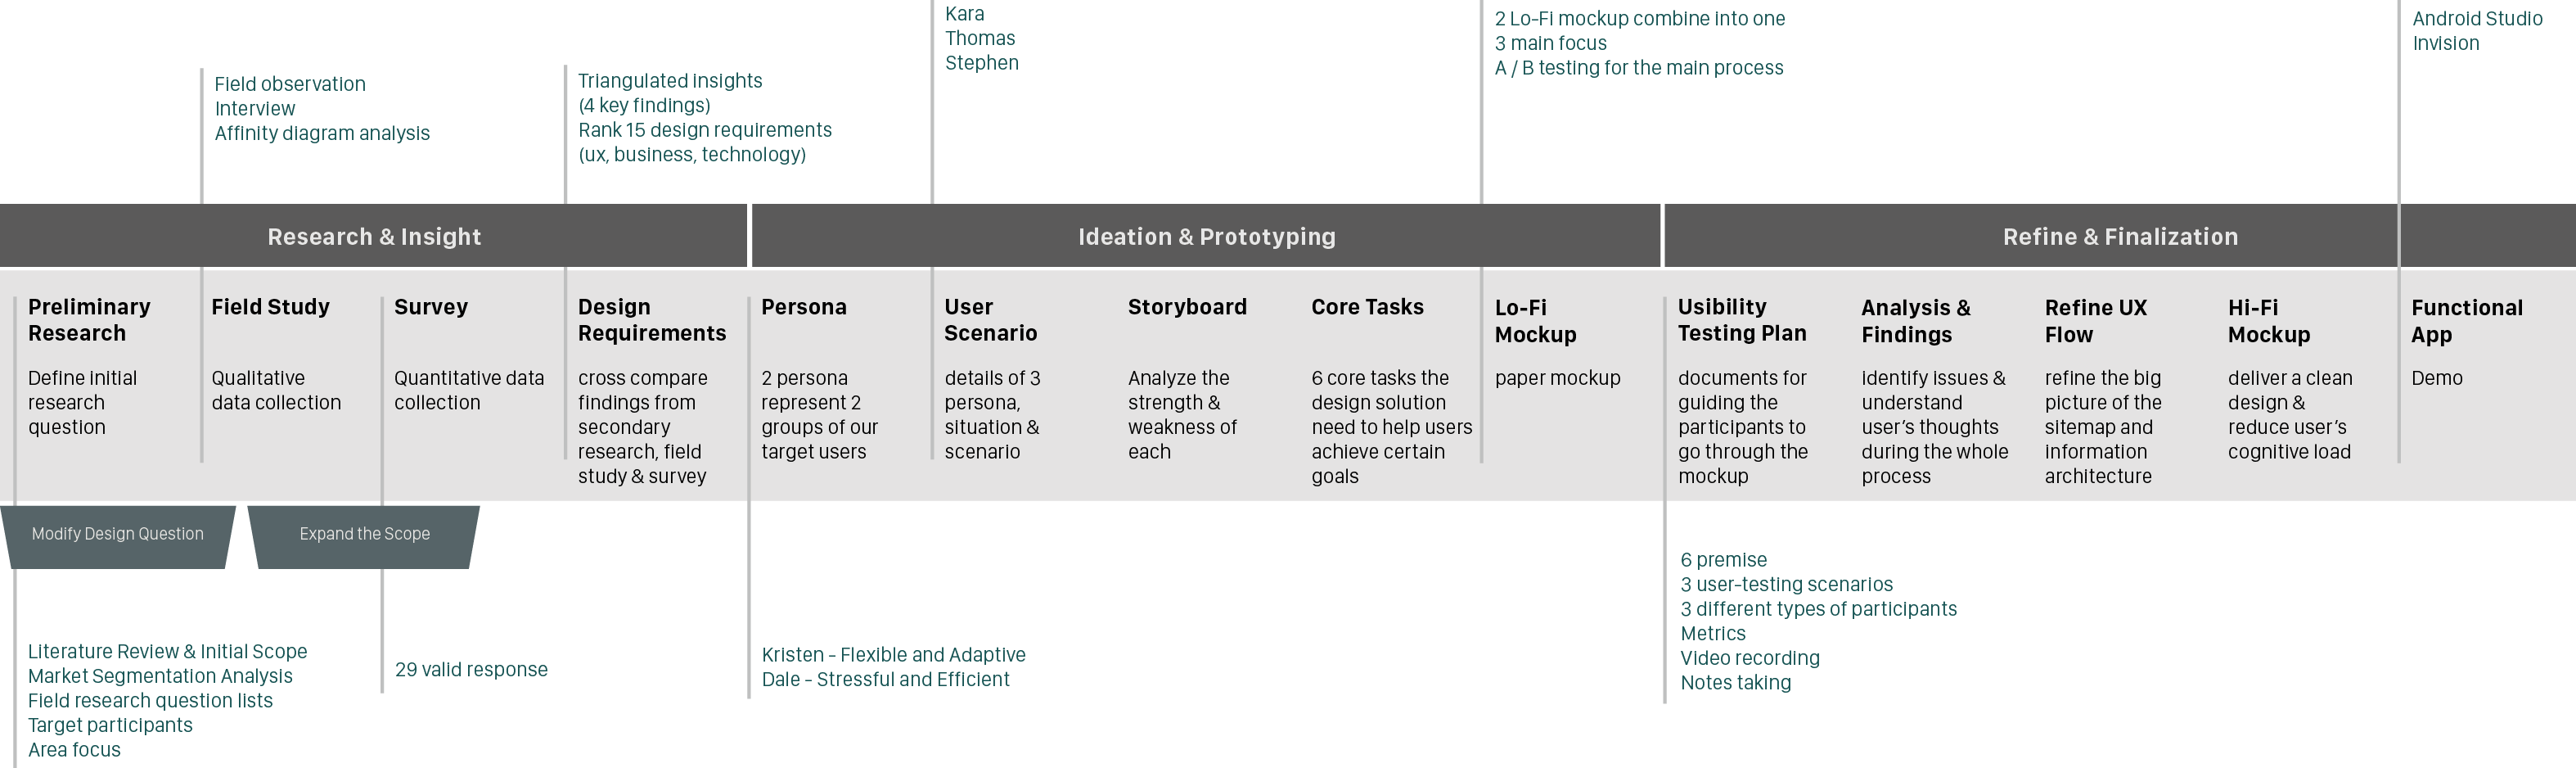 Kara
Thomas
Stephen
2 Lo-Fi mockup combine into one
3 main focus
A / B testing for the main process
Android Studio
Invision
Field observation
Interview
Affinity diagram analysis
Triangulated insights
(4 key findings)
Rank 15 design requirements
(ux, business, technology)
Research & Insight
Ideation & Prototyping
Refine & Finalization
Preliminary
Research
Define initial
research
question
Field Study
Qualitative
data collection
Survey
Quantitative data
collection
Design
Requirements
cross compare
findings from
secondary
research, field
study & survey
Persona
2 persona
represent 2
groups of our
target users
User
Scenario
details of 3
persona,
situation &
scenario
Storyboard
Analyze the
strength &
weakness of
each
Core Tasks
6 core tasks the
design solution
need to help users
achieve certain
goals
Lo-Fi
Mockup
paper mockup
Usibility
Testing Plan
documents for
guiding the
participants to
go through the
mockup
Analysis &
Findings
identify issues &
understand
user's thoughts
during the whole
process
Refine UX
Flow
refine the big
picture of the
sitemap and
information
architecture
Hi-Fi
Mockup
deliver a clean
design &
reduce user's
cognitive load
Functional
App
Demo
Modify Design Question
Expand the Scope
Literature Review & Initial Scope
Market Segmentation Analysis
Field research question lists
Target participants
Area focus
29 valid response
Kristen - Flexible and Adaptive
Dale - Stressful and Efficient
6 premise
3 user-testing scenarios
3 different types of participants
Metrics
Video recording
Notes taking